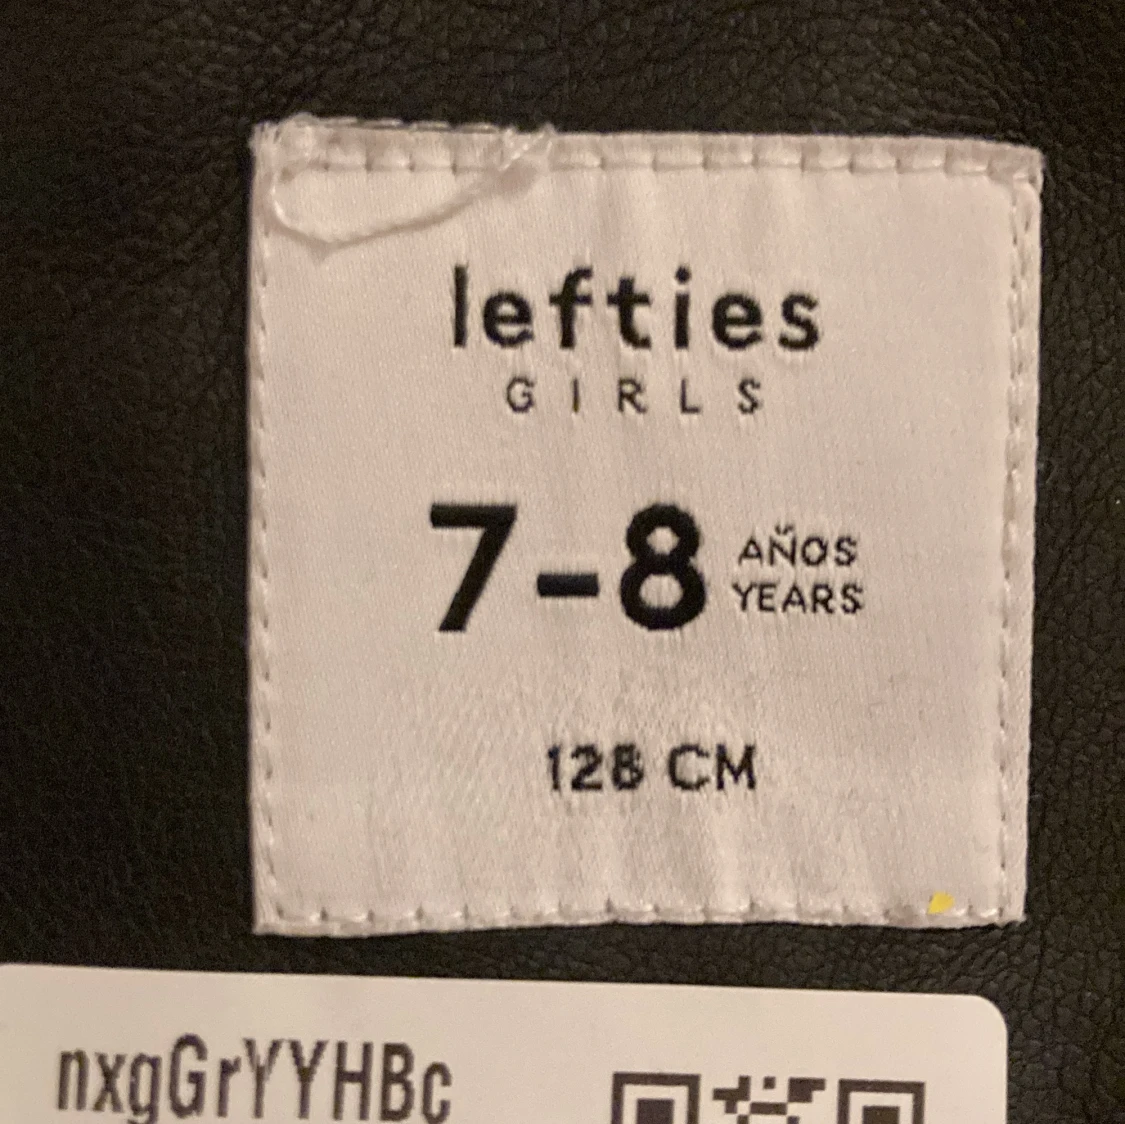 lefties
GIRLS
7-8 AÑOS
YEARS
128 CM
nxgGrYYHBc